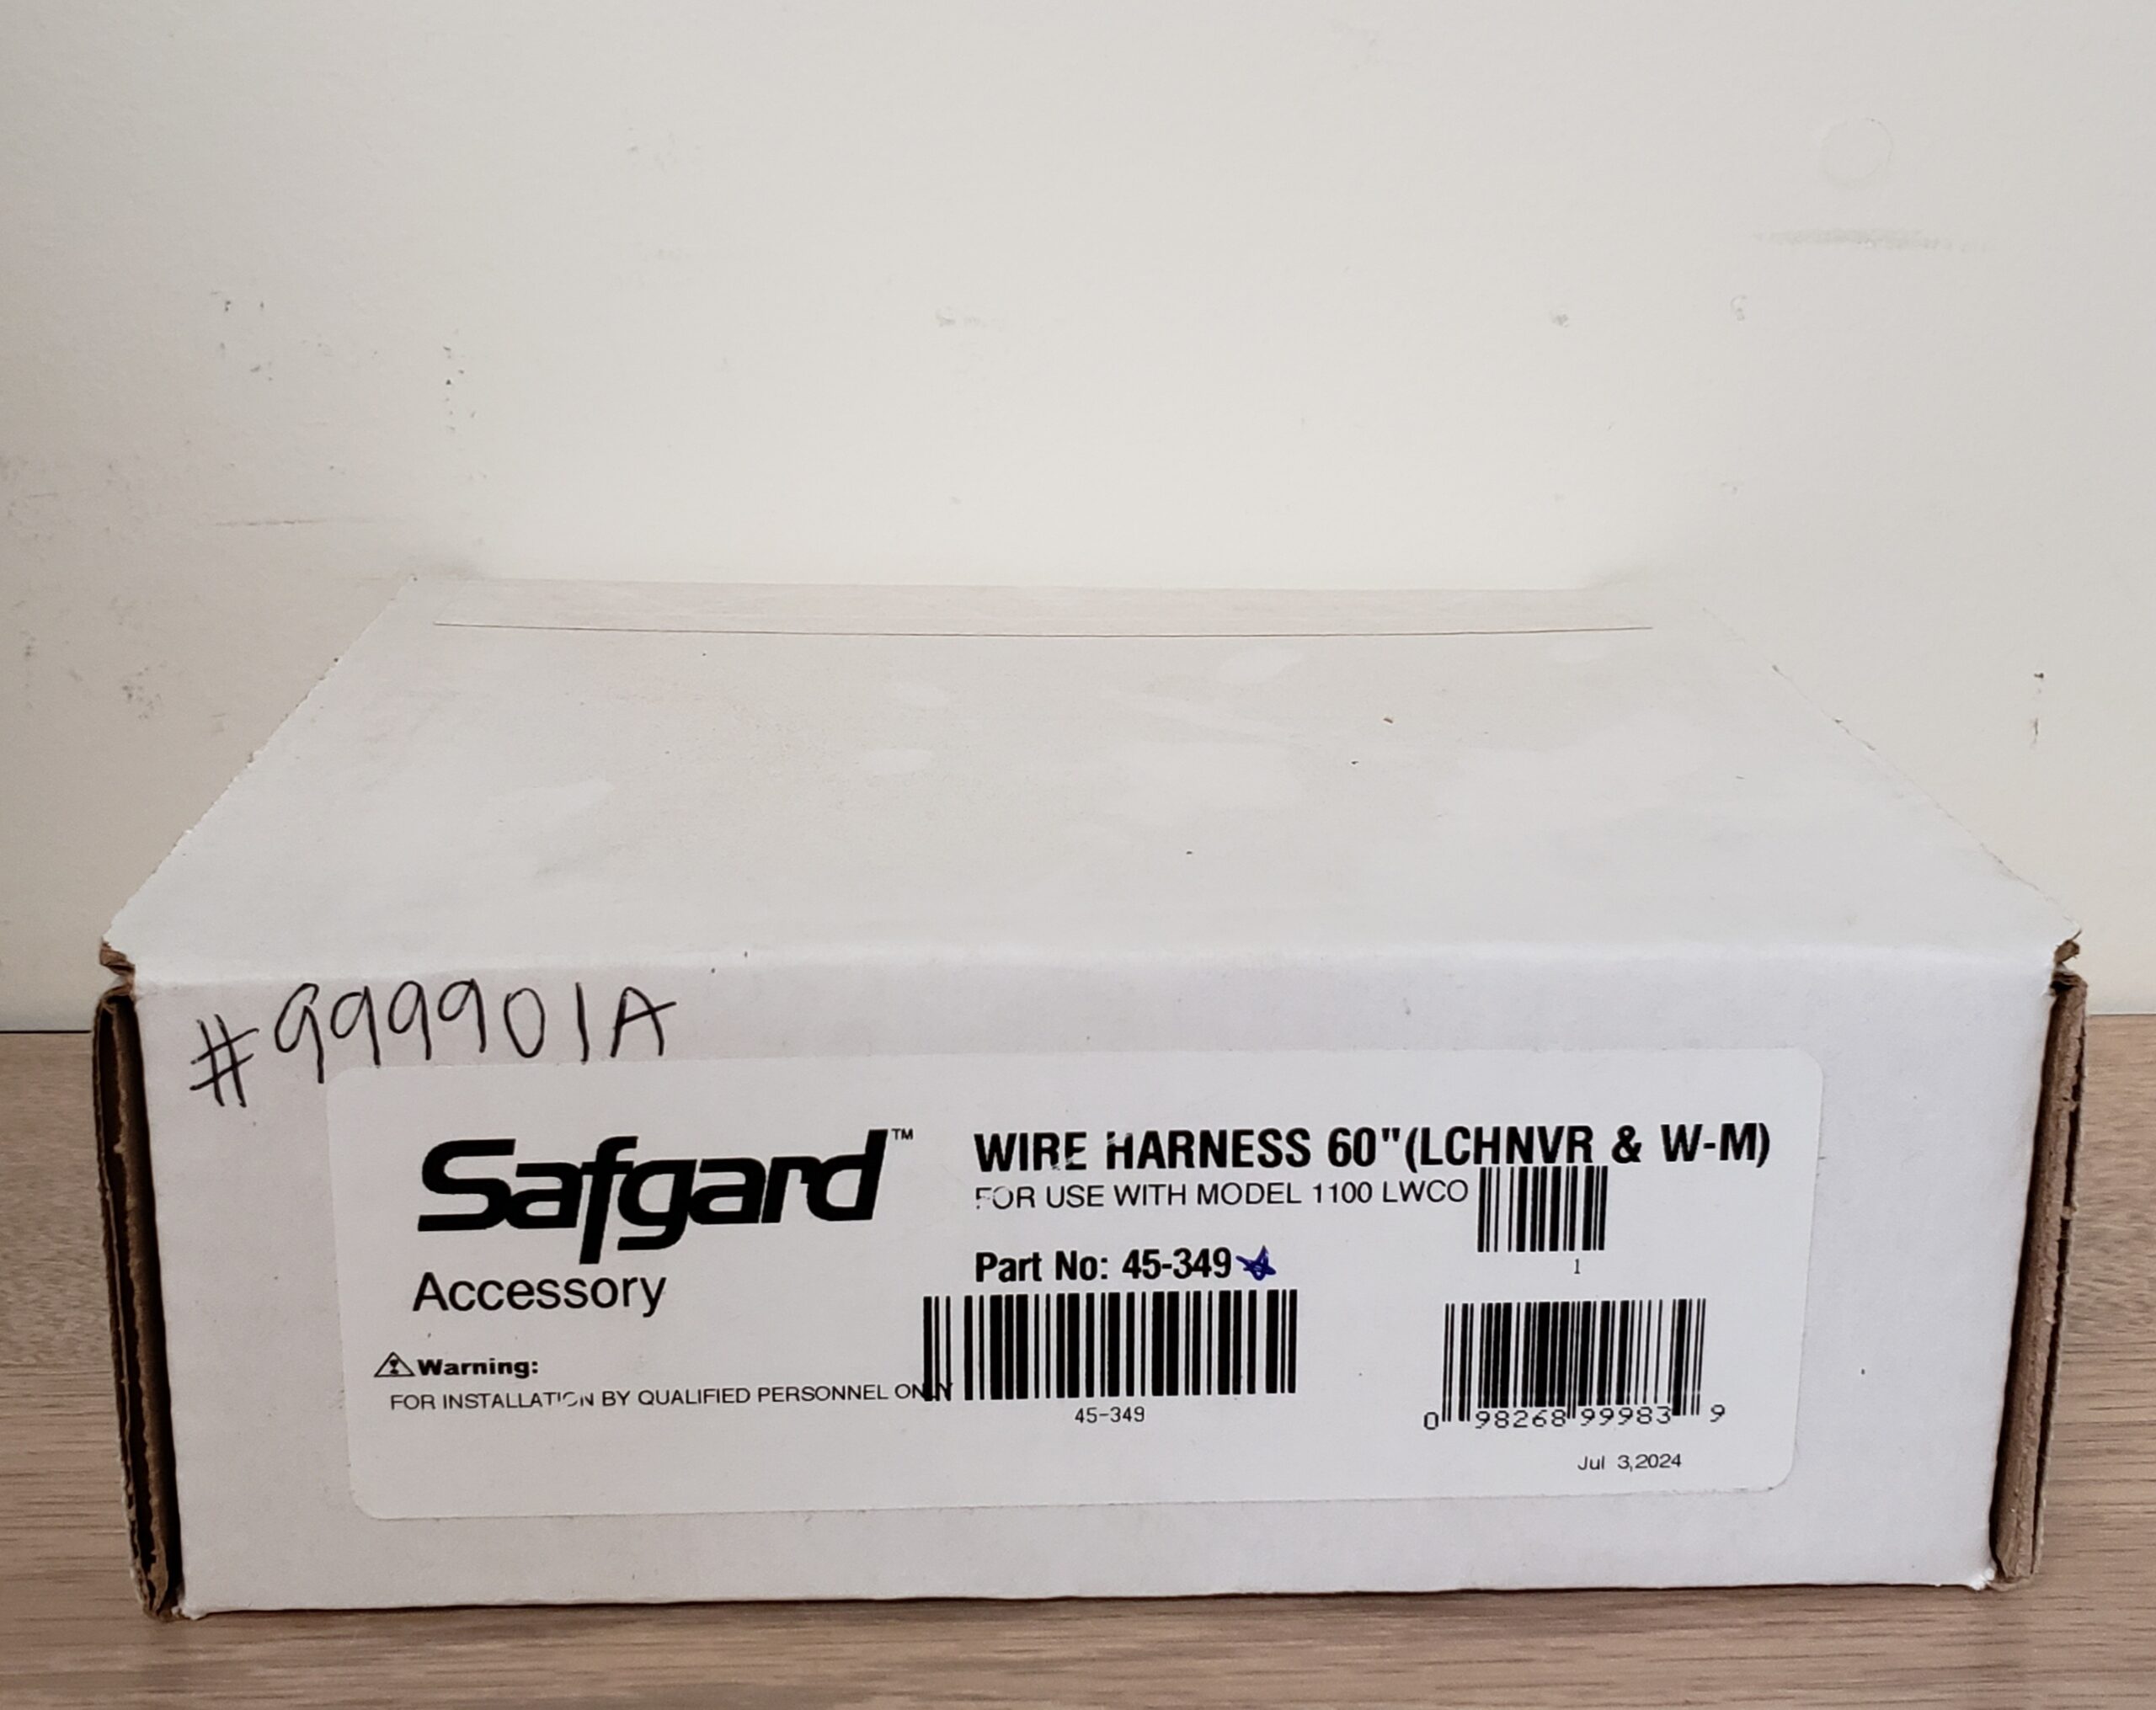 #999901A
Safgard™
Accessory
Warning:
FOR INSTALLATION BY QUALIFIED PERSONNEL ONLY
WIRE HARNESS 60"(LCHNVR & W-M)
FOR USE WITH MODEL 1100 LWCO
1
Part No: 45-349
45-349
0 98268 99983 9
Jul 3,2024